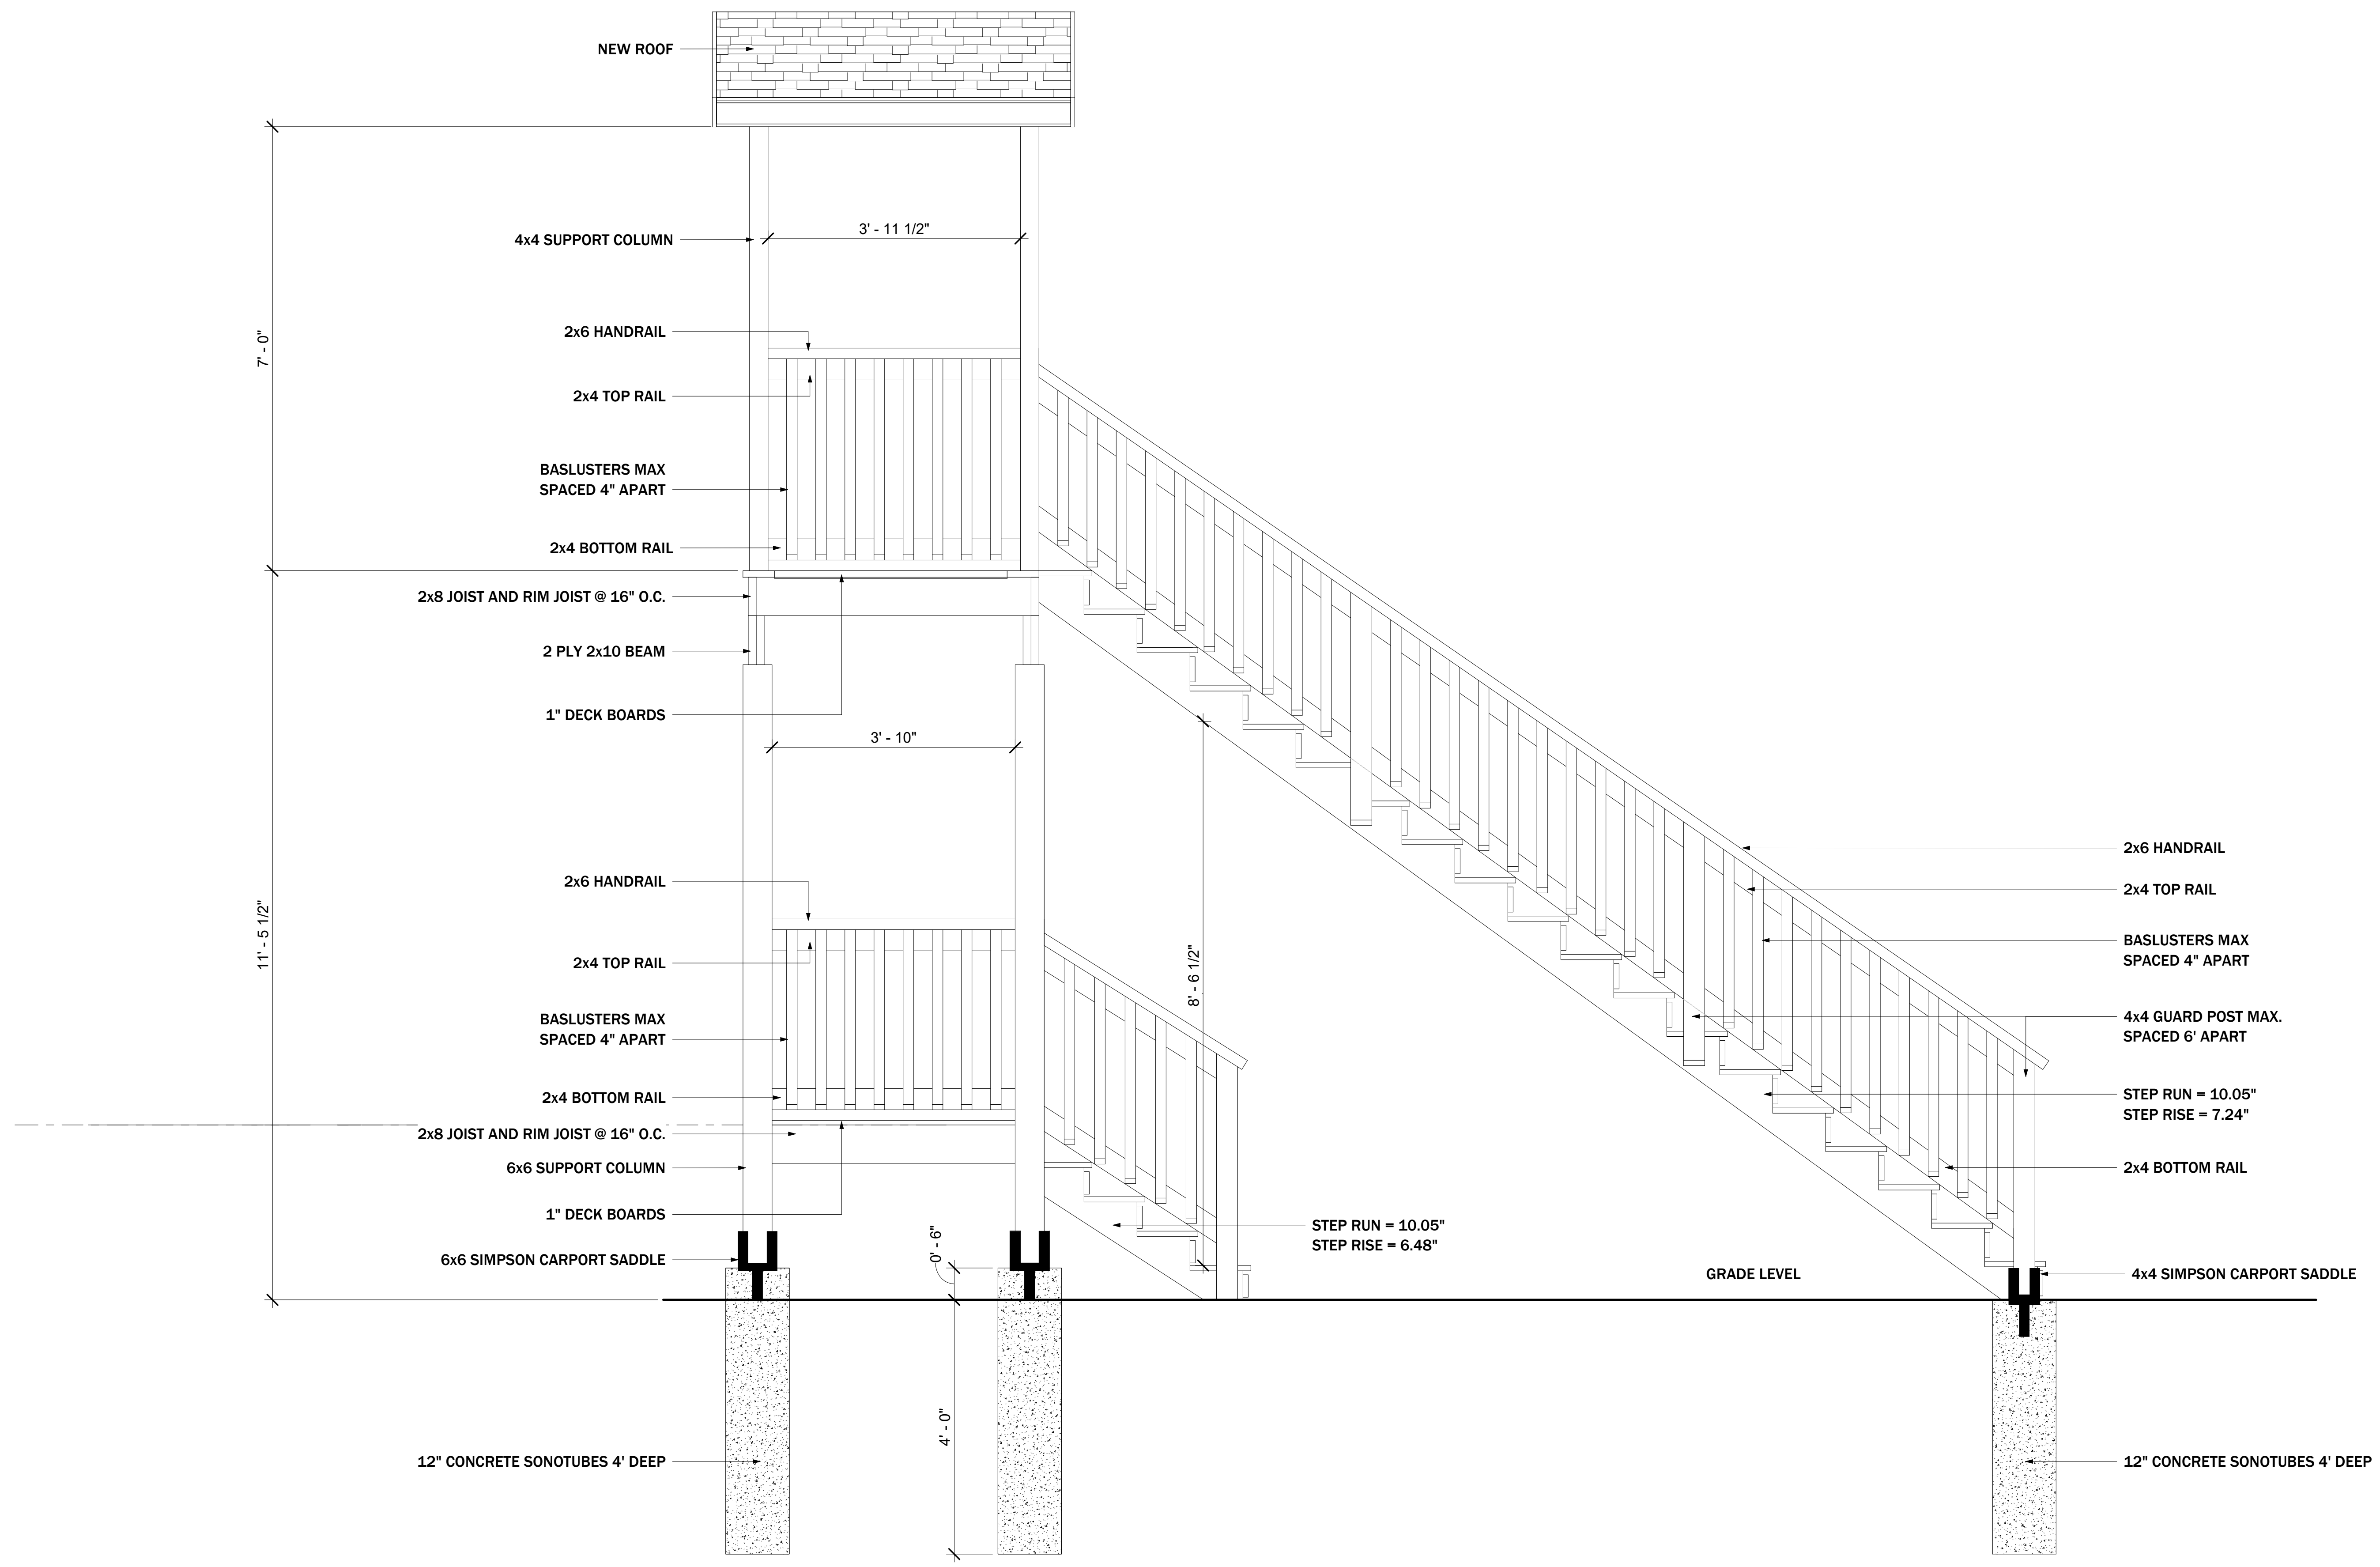 NEW ROOF
4x4 SUPPORT COLUMN
3' - 11 1/2"
2x6 HANDRAIL
7' - 0"
2x4 TOP RAIL
BASLUSTERS MAX
SPACED 4" APART
2x4 BOTTOM RAIL
2x8 JOIST AND RIM JOIST @ 16" O.C.
2 PLY 2x10 BEAM
1" DECK BOARDS
3' - 10"
2x6 HANDRAIL
11' - 5 1/2"
2x4 TOP RAIL
8' - 6 1/2"
BASLUSTERS MAX
SPACED 4" APART
2x4 BOTTOM RAIL
2x8 JOIST AND RIM JOIST @ 16" O.C.
6x6 SUPPORT COLUMN
1" DECK BOARDS
0' - 6"
6x6 SIMPSON CARPORT SADDLE
STEP RUN = 10.05"
STEP RISE = 6.48"
4' - 0"
12" CONCRETE SONOTUBES 4' DEEP
2x6 HANDRAIL
2x4 TOP RAIL
BASLUSTERS MAX
SPACED 4" APART
4x4 GUARD POST MAX.
SPACED 6' APART
STEP RUN = 10.05"
STEP RISE = 7.24"
2x4 BOTTOM RAIL
GRADE LEVEL
4x4 SIMPSON CARPORT SADDLE
12" CONCRETE SONOTUBES 4' DEEP